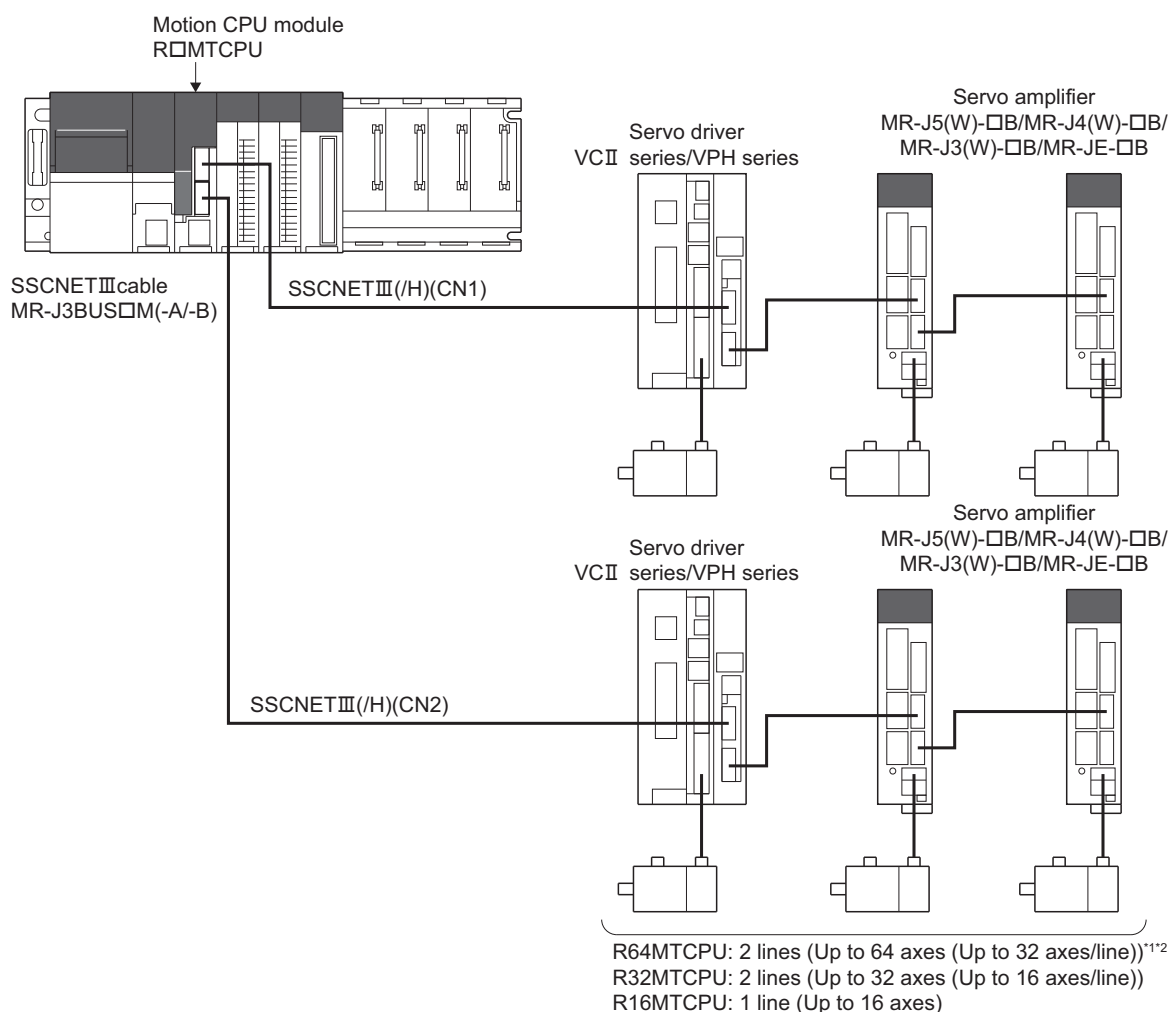 Motion CPU module
R□MTCPU
Servo amplifier
MR-J5(W)-□B/MR-J4(W)-□B/
MR-J3(W)-□B/MR-JE-□B
Servo driver
VCⅡ series/VPH series
SSCNETⅢcable
MR-J3BUS□M(-A/-B)
SSCNETⅢ(/H)(CN1)
Servo amplifier
MR-J5(W)-□B/MR-J4(W)-□B/
MR-J3(W)-□B/MR-JE-□B
Servo driver
VCⅡ series/VPH series
SSCNETⅢ(/H)(CN2)
R64MTCPU: 2 lines (Up to 64 axes (Up to 32 axes/line))*1*2
R32MTCPU: 2 lines (Up to 32 axes (Up to 16 axes/line))
R16MTCPU: 1 line (Up to 16 axes)